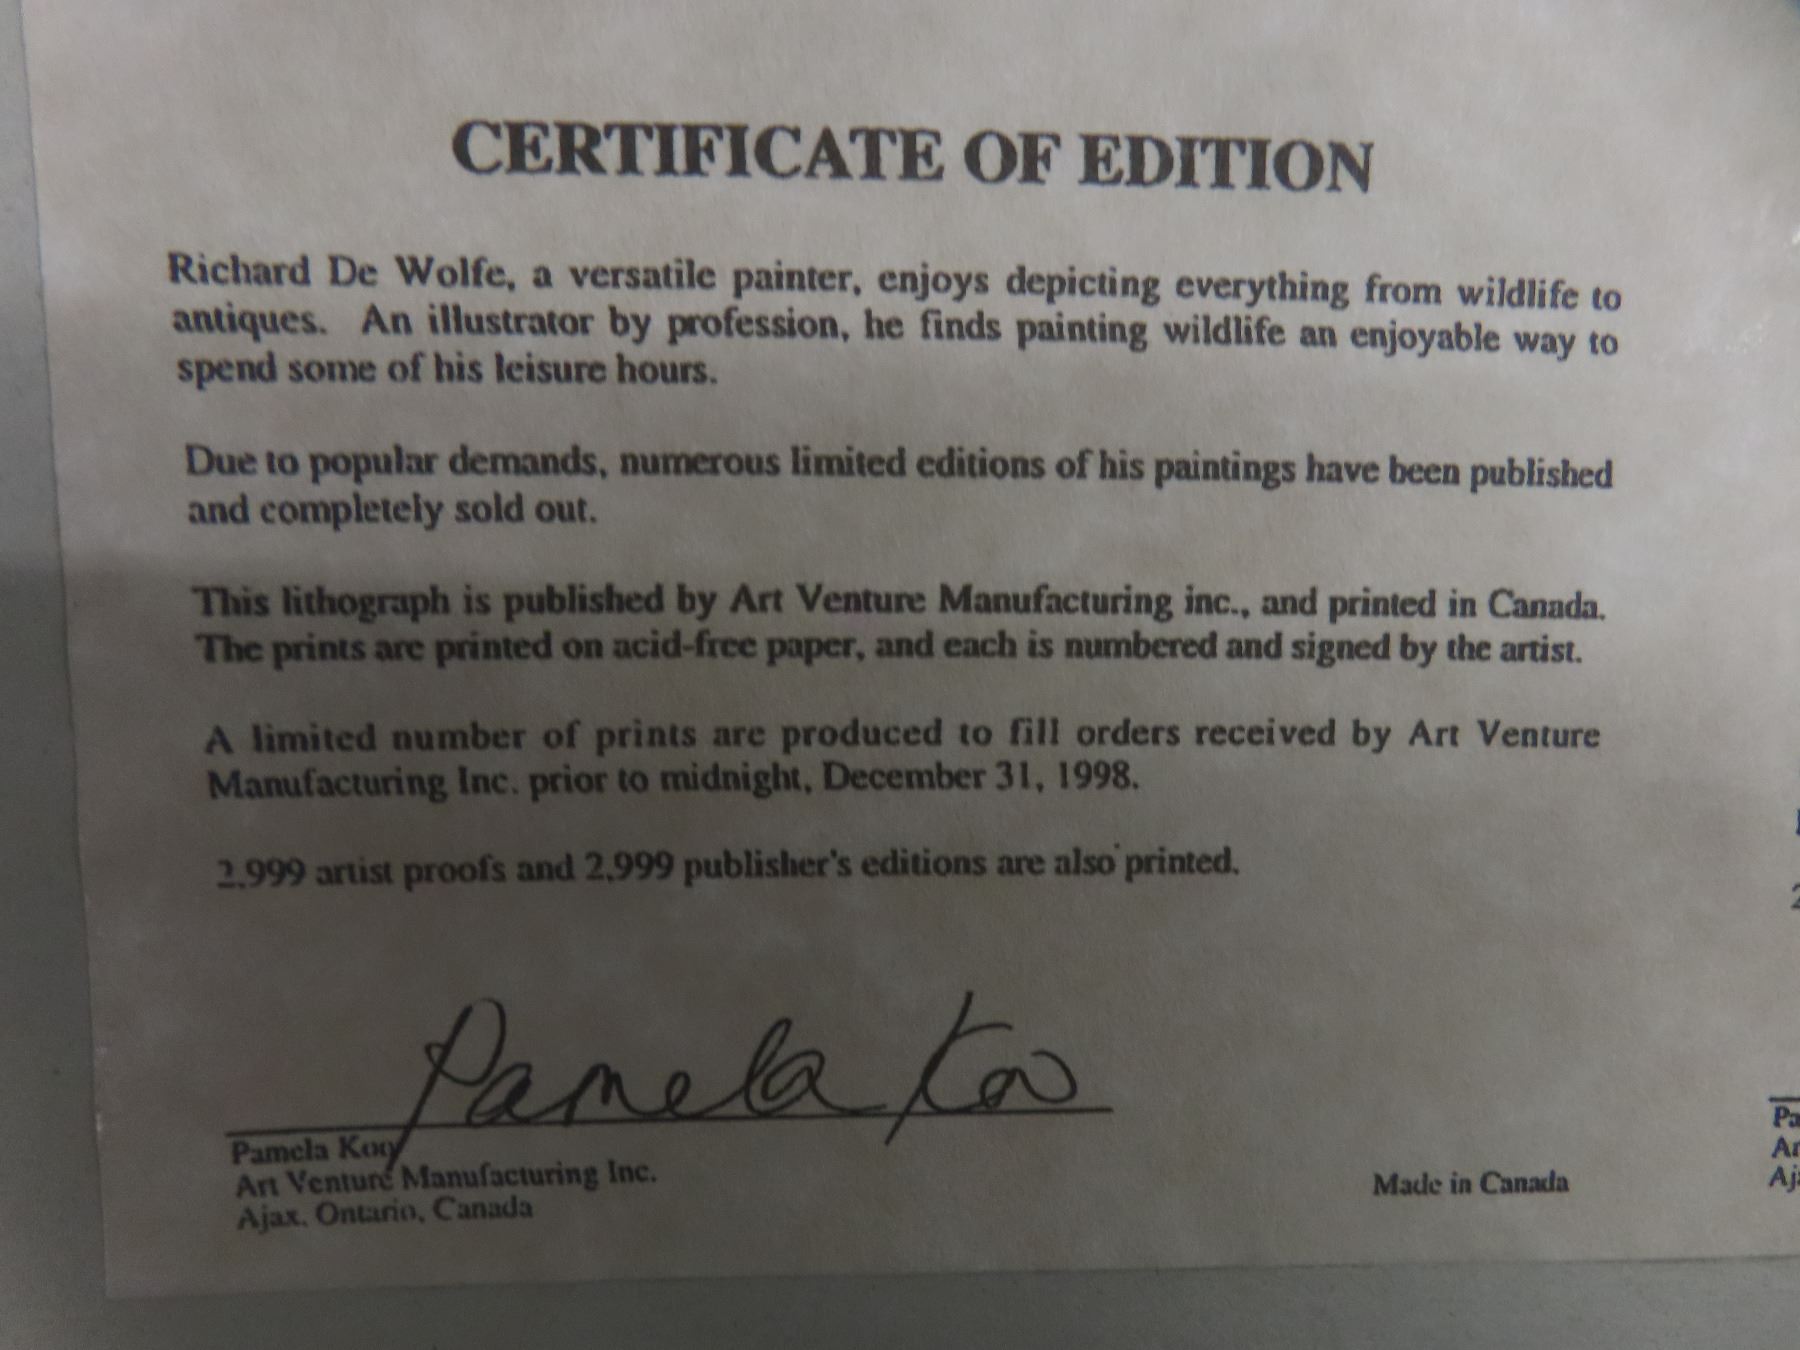 CERTIFICATE OF EDITION
Richard De Wolfe, a versatile painter, enjoys depicting everything from wildlife to
antiques. An illustrator by profession, he finds painting wildlife an enjoyable way to
spend some of his leisure hours.
Due to popular demands, numerous limited editions of his paintings have been published
and completely sold out.
This lithograph is published by Art Venture Manufacturing inc., and printed in Canada.
The prints are printed on acid-free paper, and each is numbered and signed by the artist.
A limited number of prints are produced to fill orders received by Art Venture
Manufacturing Inc. prior to midnight, December 31, 1998.
2,999 artist proofs and 2,999 publisher's editions are also printed.
Pamela Koo
Pamela Koo
Art Venture Manufacturing Inc.
Ajax, Ontario, Canada
Made in Canada
Pa
Ar
Aj